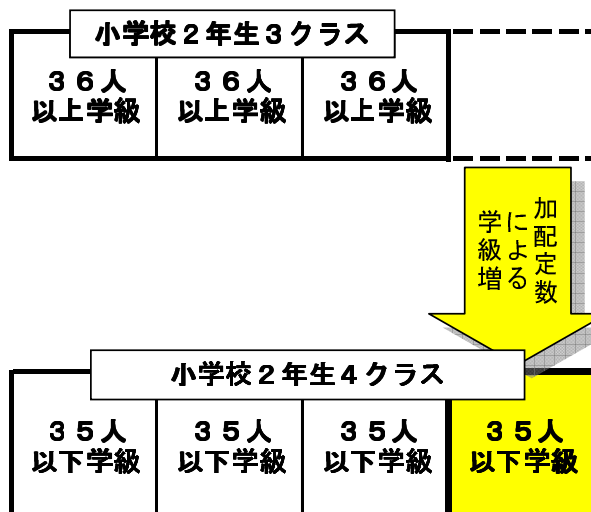 小学校２年生３クラス
３６人
以上学級
３６人
以上学級
３６人
以上学級
加配定数
による
学級増
小学校２年生４クラス
３５人
以下学級
３５人
以下学級
３５人
以下学級
３５人
以下学級